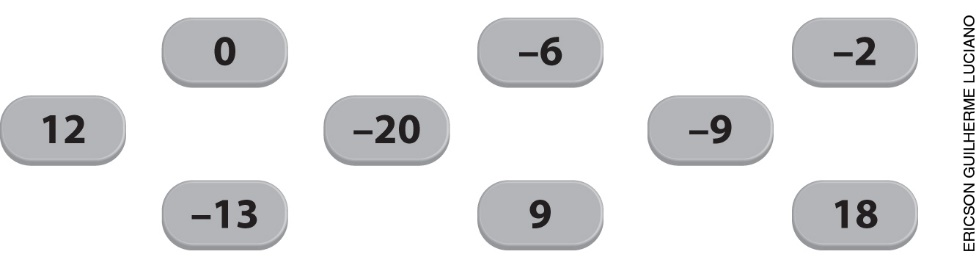 0 –6 –2
12 –20 –9
–13 9 18
ERICSON GUILHERME LUCIANO